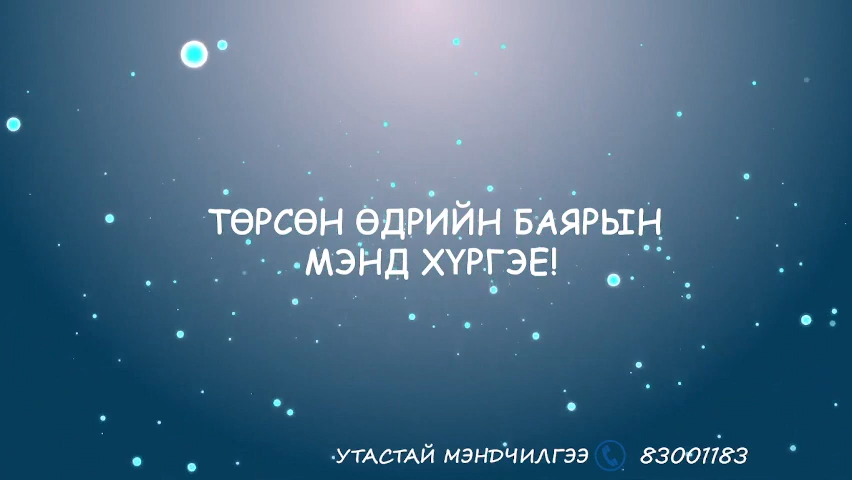 ТӨРСӨН ӨДРИЙН БАЯРЫН
МЭНД ХҮРГЭЕ!
УТАСТАЙ МЭНДЧИЛГЭЭ 83001183